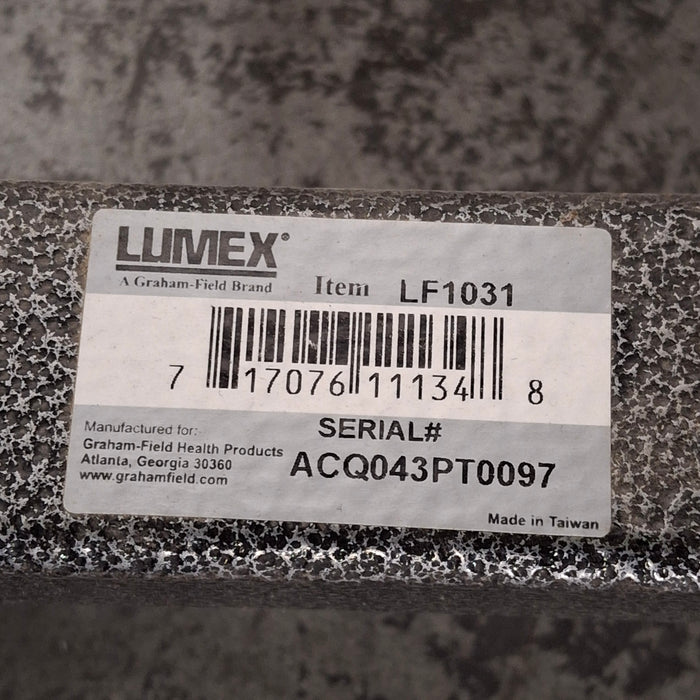 LUMEX®
A Graham-Field Brand
Item LF1031
7 17076 11134 8
SERIAL#
ACQ043PT0097
Manufactured for:
Graham-Field Health Products
Atlanta, Georgia 30360
www.grahamfield.com
Made in Taiwan